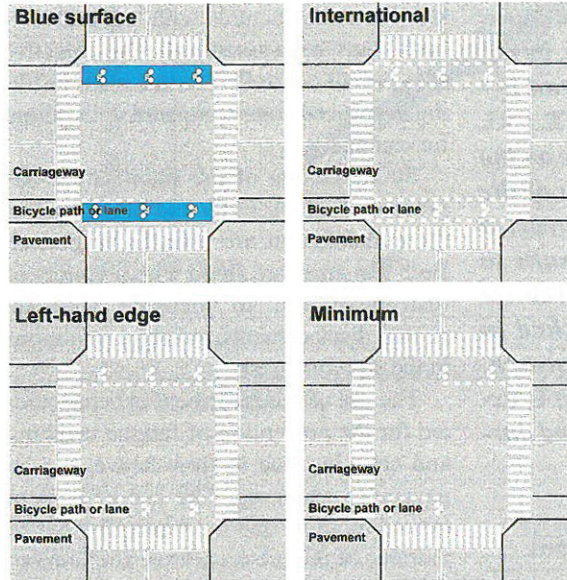 Blue surface
Carriageway
Bicycle path or lane
Pavement
International
Carriageway
Bicycle path or lane
Pavement
Left-hand edge
Carriageway
Bicycle path or lane
Pavement
Minimum
Carriageway
Bicycle path or lane
Pavement